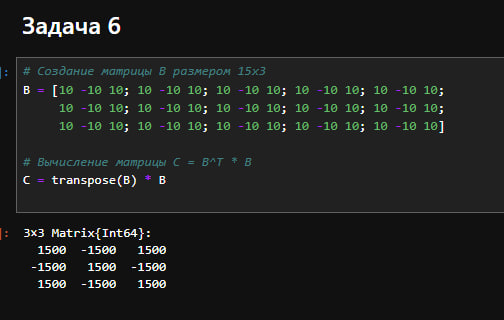 Задача 6
]:
# Создание матрицы B размером 15x3
B = [10 -10 10; 10 -10 10; 10 -10 10; 10 -10 10; 10 -10 10;
10 -10 10; 10 -10 10; 10 -10 10; 10 -10 10; 10 -10 10;
10 -10 10; 10 -10 10; 10 -10 10; 10 -10 10; 10 -10 10]
# Вычисление матрицы C = B^T * B
C = transpose(B) * B
]:
3×3 Matrix{Int64}:
1500 -1500 1500
-1500 1500 -1500
1500 -1500 1500